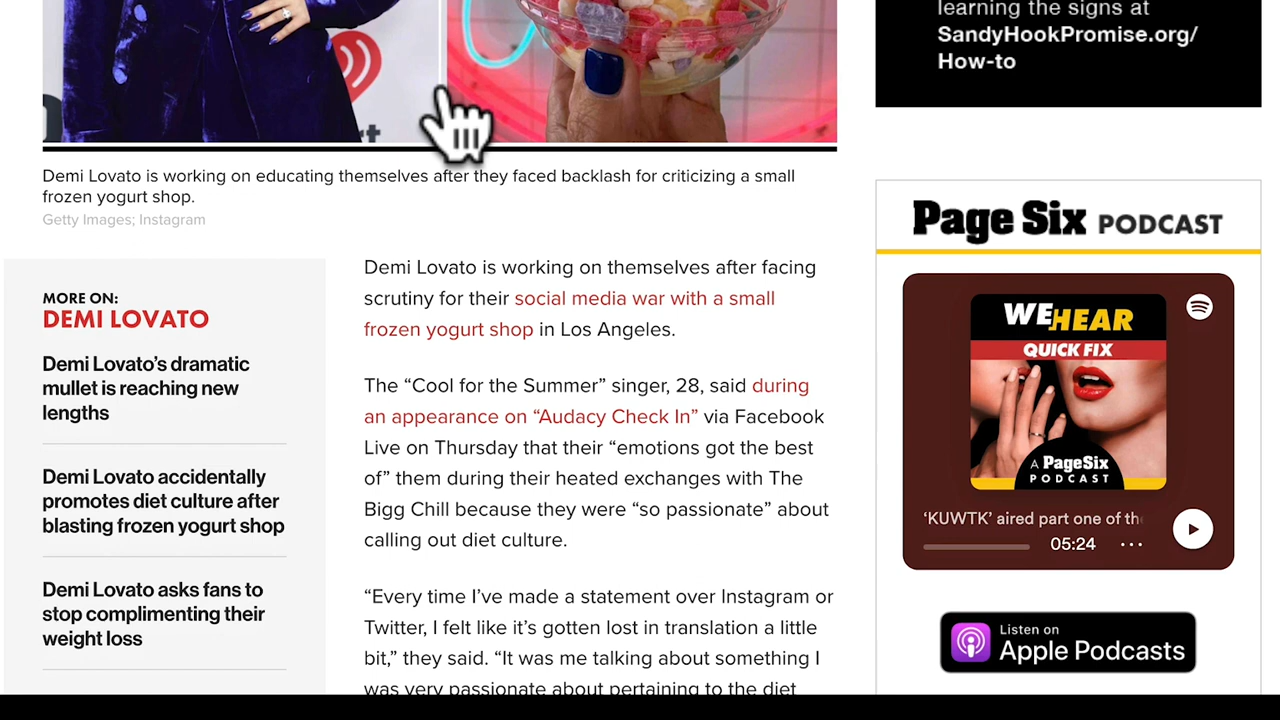 learning the signs at
SandyHookPromise.org/
How-to
Demi Lovato is working on educating themselves after they faced backlash for criticizing a small
frozen yogurt shop.
Getty Images; Instagram
MORE ON:
DEMI LOVATO
Demi Lovato's dramatic
mullet is reaching new
lengths
Demi Lovato accidentally
promotes diet culture after
blasting frozen yogurt shop
Demi Lovato asks fans to
stop complimenting their
weight loss
Demi Lovato is working on themselves after facing
scrutiny for their social media war with a small
frozen yogurt shop in Los Angeles.
The “Cool for the Summer” singer, 28, said during
an appearance on “Audacy Check In” via Facebook
Live on Thursday that their “emotions got the best
of” them during their heated exchanges with The
Bigg Chill because they were “so passionate” about
calling out diet culture.
“Every time I’ve made a statement over Instagram or
Twitter, I felt like it’s gotten lost in translation a little
bit,” they said. “It was me talking about something I
was very passionate about pertaining to the diet
Page Six PODCAST
WE HEAR
QUICK FIX
A PageSix
PODCAST
‘KUWTK’ aired part one of the
05:24
Listen on
Apple Podcasts